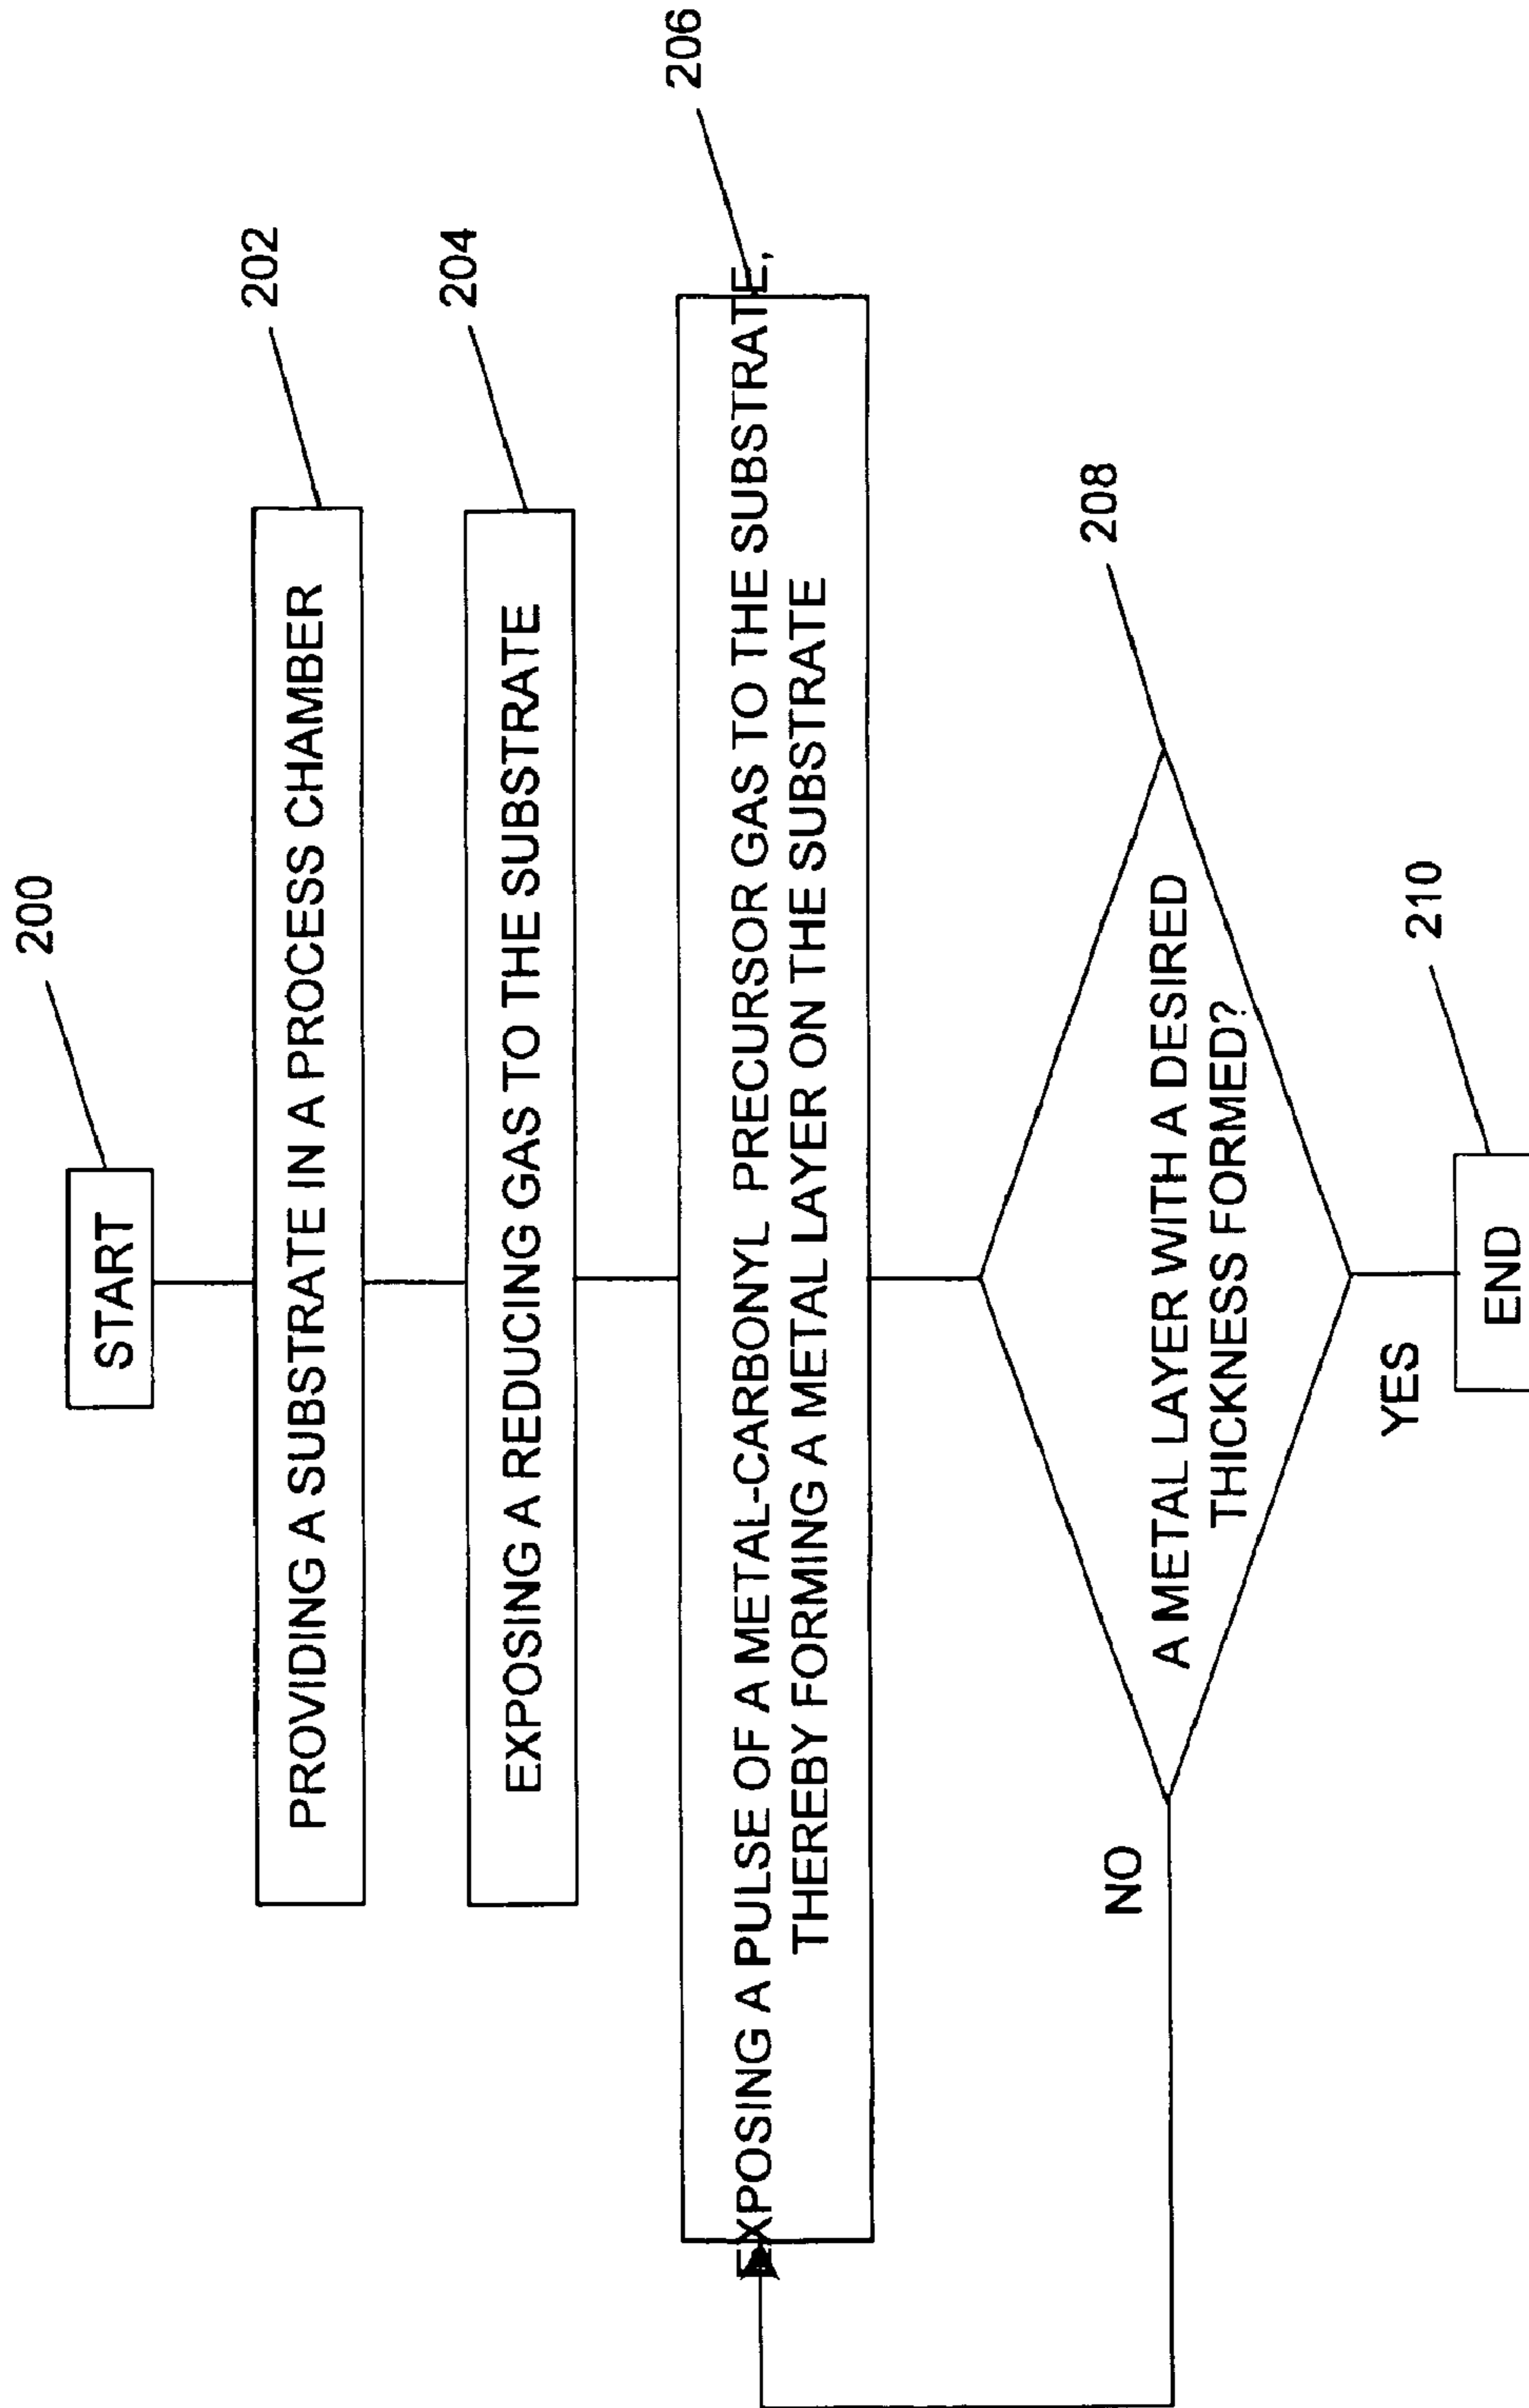 200
START
202
PROVIDING A SUBSTRATE IN A PROCESS CHAMBER
204
EXPOSING A REDUCING GAS TO THE SUBSTRATE
206
EXPOSING A PULSE OF A METAL-CARBONYL PRECURSOR GAS TO THE SUBSTRATE,
THEREBY FORMING A METAL LAYER ON THE SUBSTRATE
208
NO
A METAL LAYER WITH A DESIRED
THICKNESS FORMED?
YES
210
END